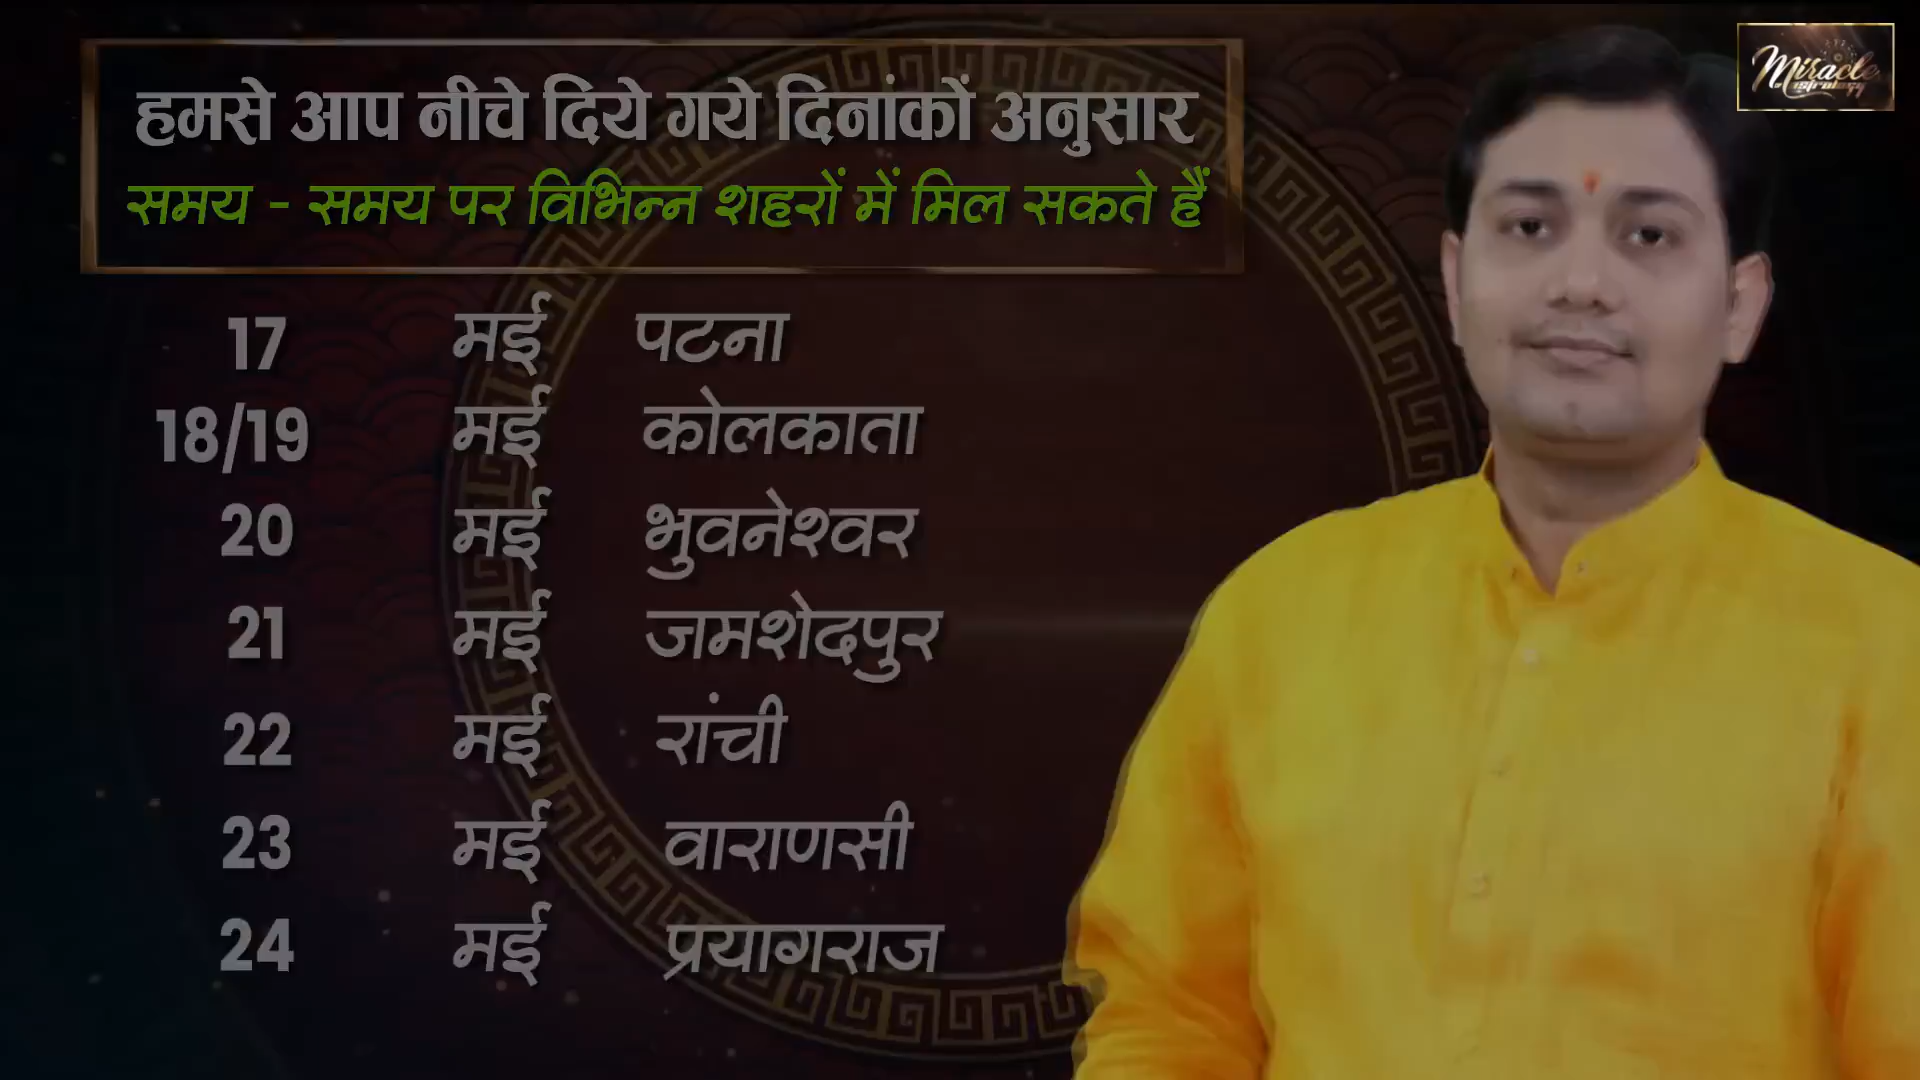 Miracle
हमसे आप नीचे दिये गये दिनांकों अनुसार
समय - समय पर विभिन्न शहरों में मिल सकते हैं
17 मई पटना
18/19 मई कोलकाता
20 मई भुवनेश्वर
21 मई जमशेदपुर
22 मई रांची
23 मई वाराणसी
24 मई प्रयागराज